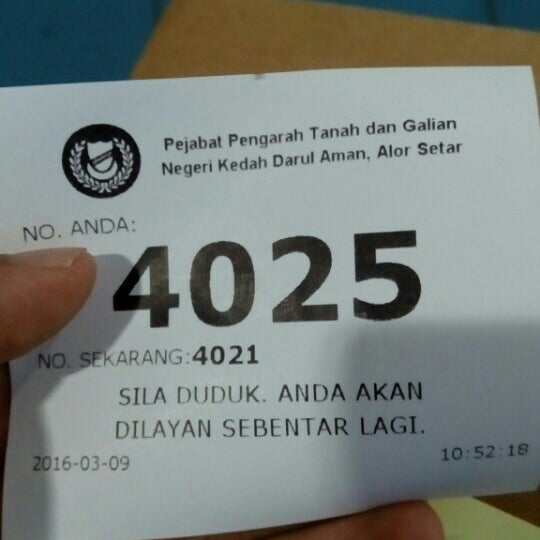 Pejabat Pengarah Tanah dan Galian
Negeri Kedah Darul Aman, Alor Setar
NO. ANDA:
4025
NO. SEKARANG:4021
SILA DUDUK. ANDA AKAN
DILAYAN SEBENTAR LAGI.
2016-03-09 10:52:18